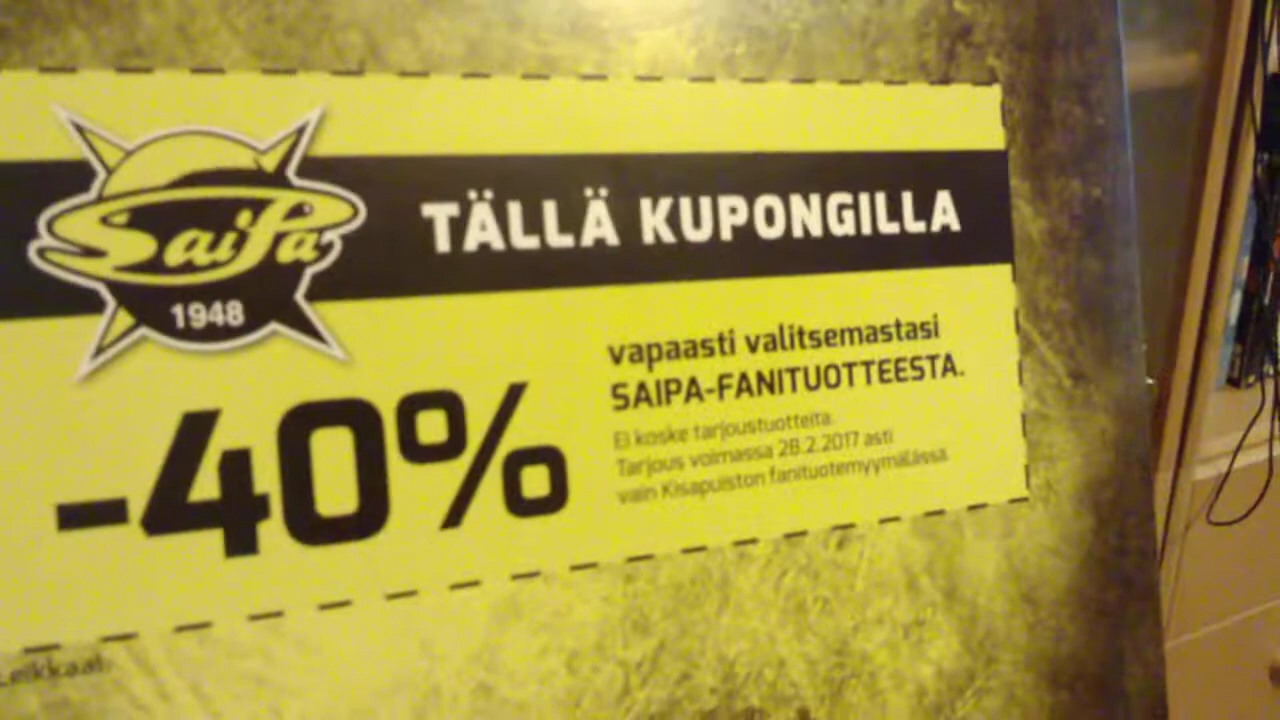 SaiPa
1948
TÄLLÄ KUPONGILLA
-40%
vapaasti valitsemastasi
SAIPA-FANITUOTTEESTA.
Ei koske tarjoustuotteita.
Tarjous voimassa 28.2.2017 asti
vain Kisapuiston fanituotemyymälässä.
Leikkaa!